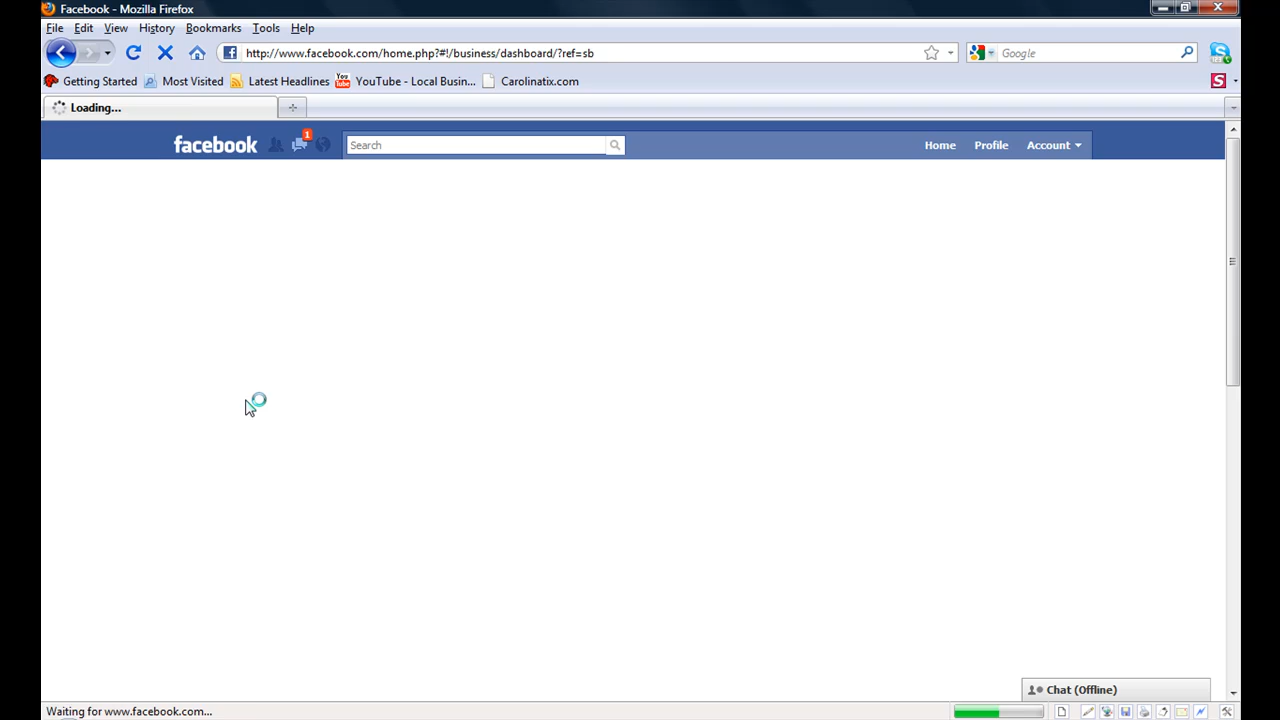 Facebook - Mozilla Firefox
File Edit View History Bookmarks Tools Help
http://www.facebook.com/home.php?#!/business/dashboard/?ref=sb
Google
Getting Started Most Visited Latest Headlines You Tube YouTube - Local Busin... Carolinatix.com S
Loading...
facebook 1 Search Home Profile Account
Chat (Offline)
Waiting for www.facebook.com...